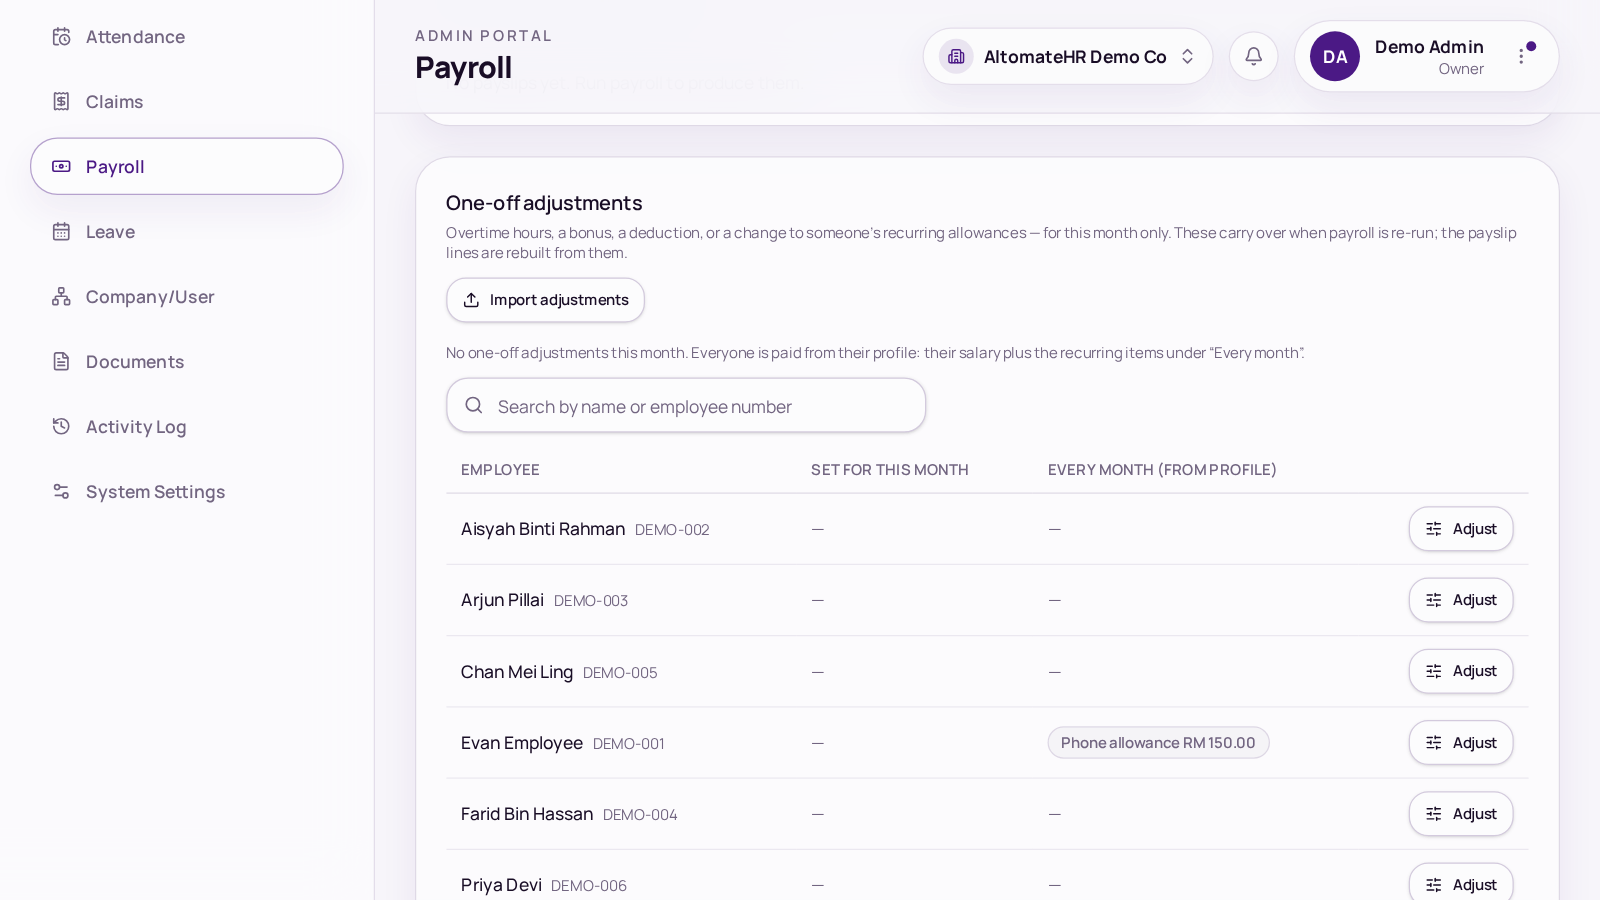 Attendance
Claims
Payroll
Leave
Company/User
Documents
Activity Log
System Settings
ADMIN PORTAL
Payroll
AltomateHR Demo Co
DA
Demo Admin
Owner
One-off adjustments
Overtime hours, a bonus, a deduction, or a change to someone's recurring allowances — for this month only. These carry over when payroll is re-run; the payslip
lines are rebuilt from them.
Import adjustments
No one-off adjustments this month. Everyone is paid from their profile: their salary plus the recurring items under “Every month”.
Search by name or employee number
EMPLOYEE SET FOR THIS MONTH EVERY MONTH (FROM PROFILE)
Aisyah Binti Rahman DEMO-002 — — Adjust
Arjun Pillai DEMO-003 — — Adjust
Chan Mei Ling DEMO-005 — — Adjust
Evan Employee DEMO-001 — Phone allowance RM 150.00 Adjust
Farid Bin Hassan DEMO-004 — — Adjust
Priya Devi DEMO-006 — — Adjust